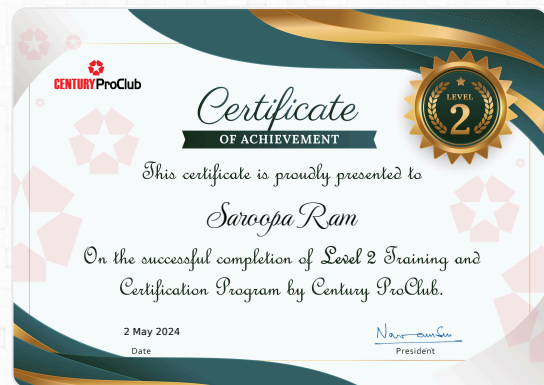 CENTURY ProClub
Certificate
OF ACHIEVEMENT
LEVEL
2
This certificate is proudly presented to
Saroopa Ram
On the successful completion of Level 2 Training and
Certification Program by Century ProClub.
2 May 2024
Date
President